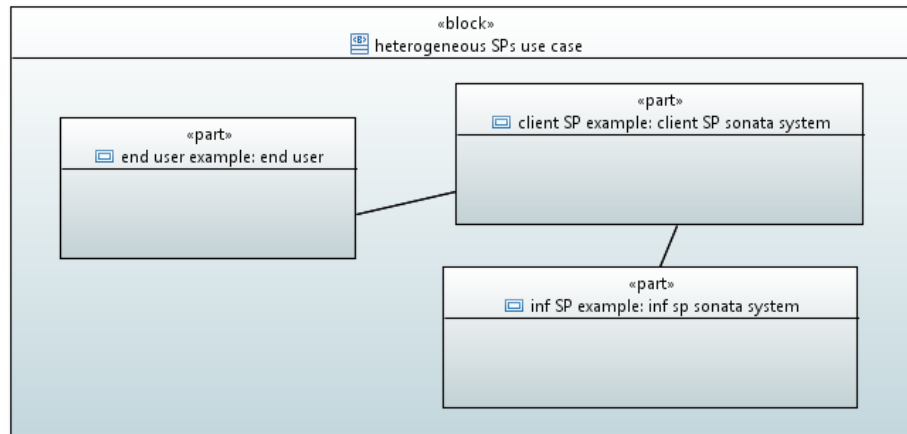 «block»
heterogeneous SPs use case
«part»
end user example: end user
«part»
client SP example: client SP sonata system
«part»
inf SP example: inf sp sonata system